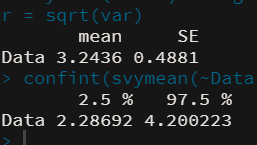 r = sqrt(var)
mean SE
Data 3.2436 0.4881
> confint(svymean(~Data
2.5 % 97.5 %
Data 2.28692 4.200223
>